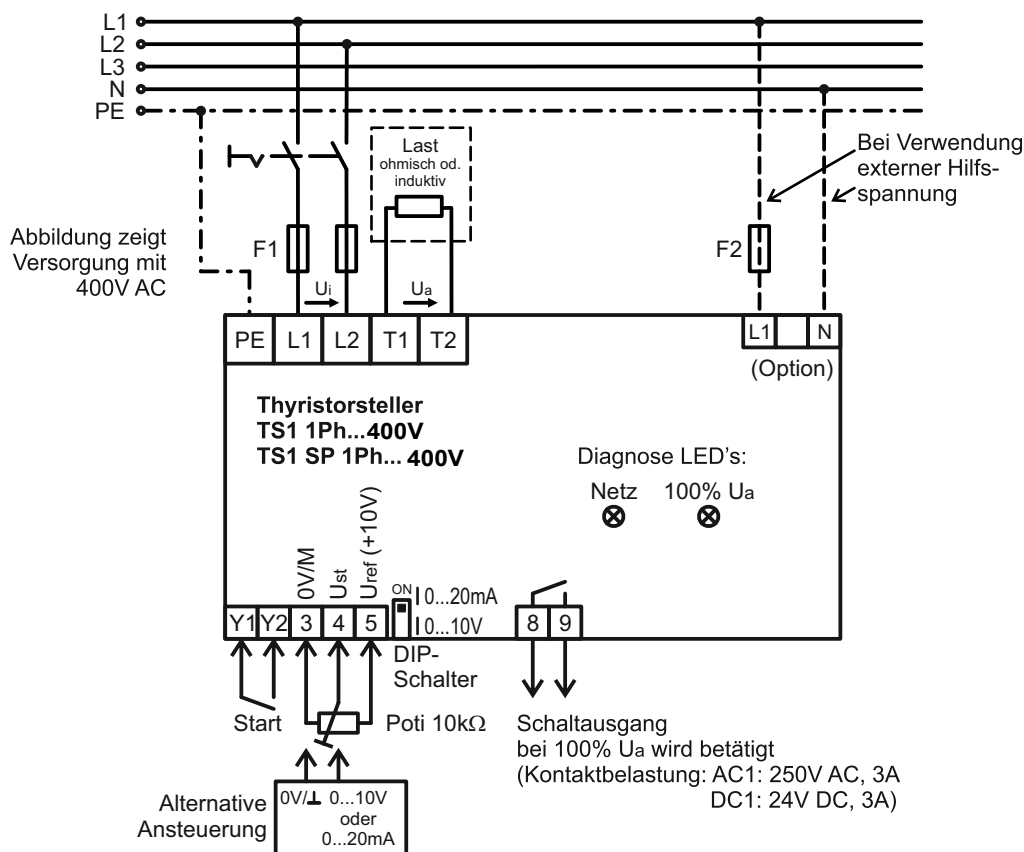 L1
L2
L3
N
PE
Last
ohmisch od.
induktiv
Bei Verwendung
externer Hilfs-
spannung
Abbildung zeigt
Versorgung mit
400V AC
F1
F2
Ui
Ua
PE L1 L2 T1 T2
L1 N
(Option)
Thyristorsteller
TS1 1Ph...400V
TS1 SP 1Ph... 400V
Diagnose LED's:
Netz 100% Ua
0V/M
Ust
Uref (+10V)
ON
0...20mA
0...10V
Y1 Y2 3 4 5
8 9
DIP-
Schalter
Start
Poti 10kΩ
Schaltausgang
bei 100% Ua wird betätigt
(Kontaktbelastung: AC1: 250V AC, 3A
DC1: 24V DC, 3A)
Alternative
Ansteuerung
0V/⊥ 0...10V
oder
0...20mA